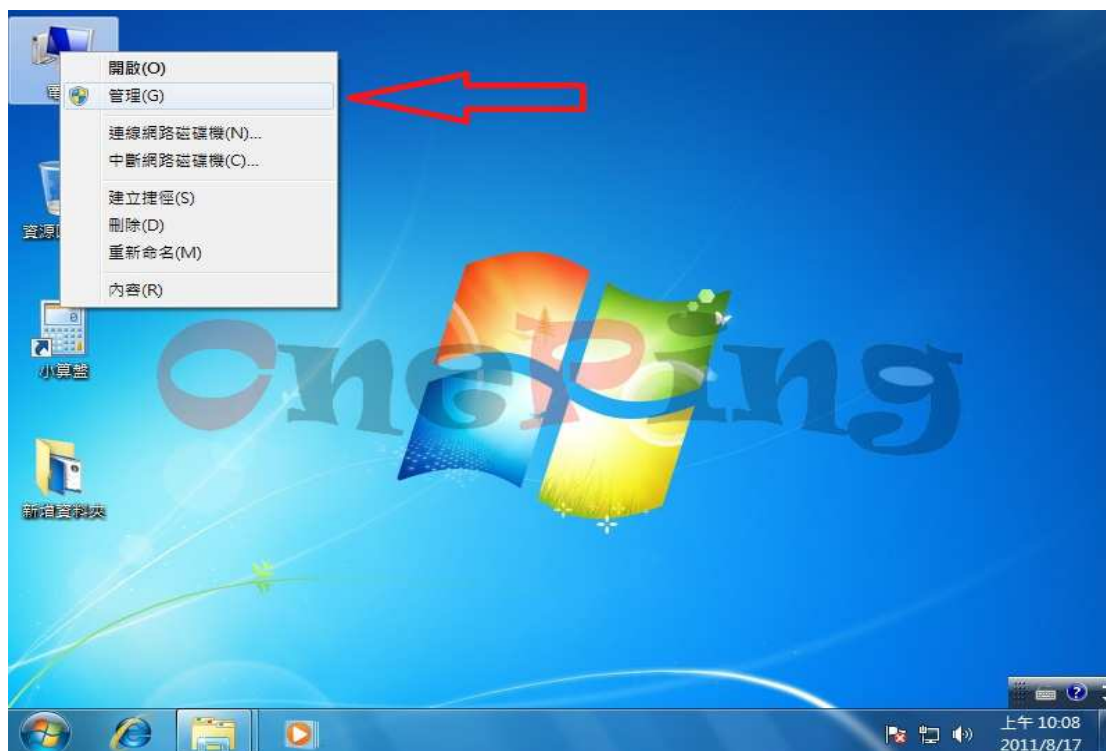 開啟(O)
管理(G)
連線網路磁碟機(N)...
中斷網路磁碟機(C)...
建立捷徑(S)
刪除(D)
重新命名(M)
內容(R)
小算盤
新增資料夾
OnePing
上午 10:08
2011/8/17